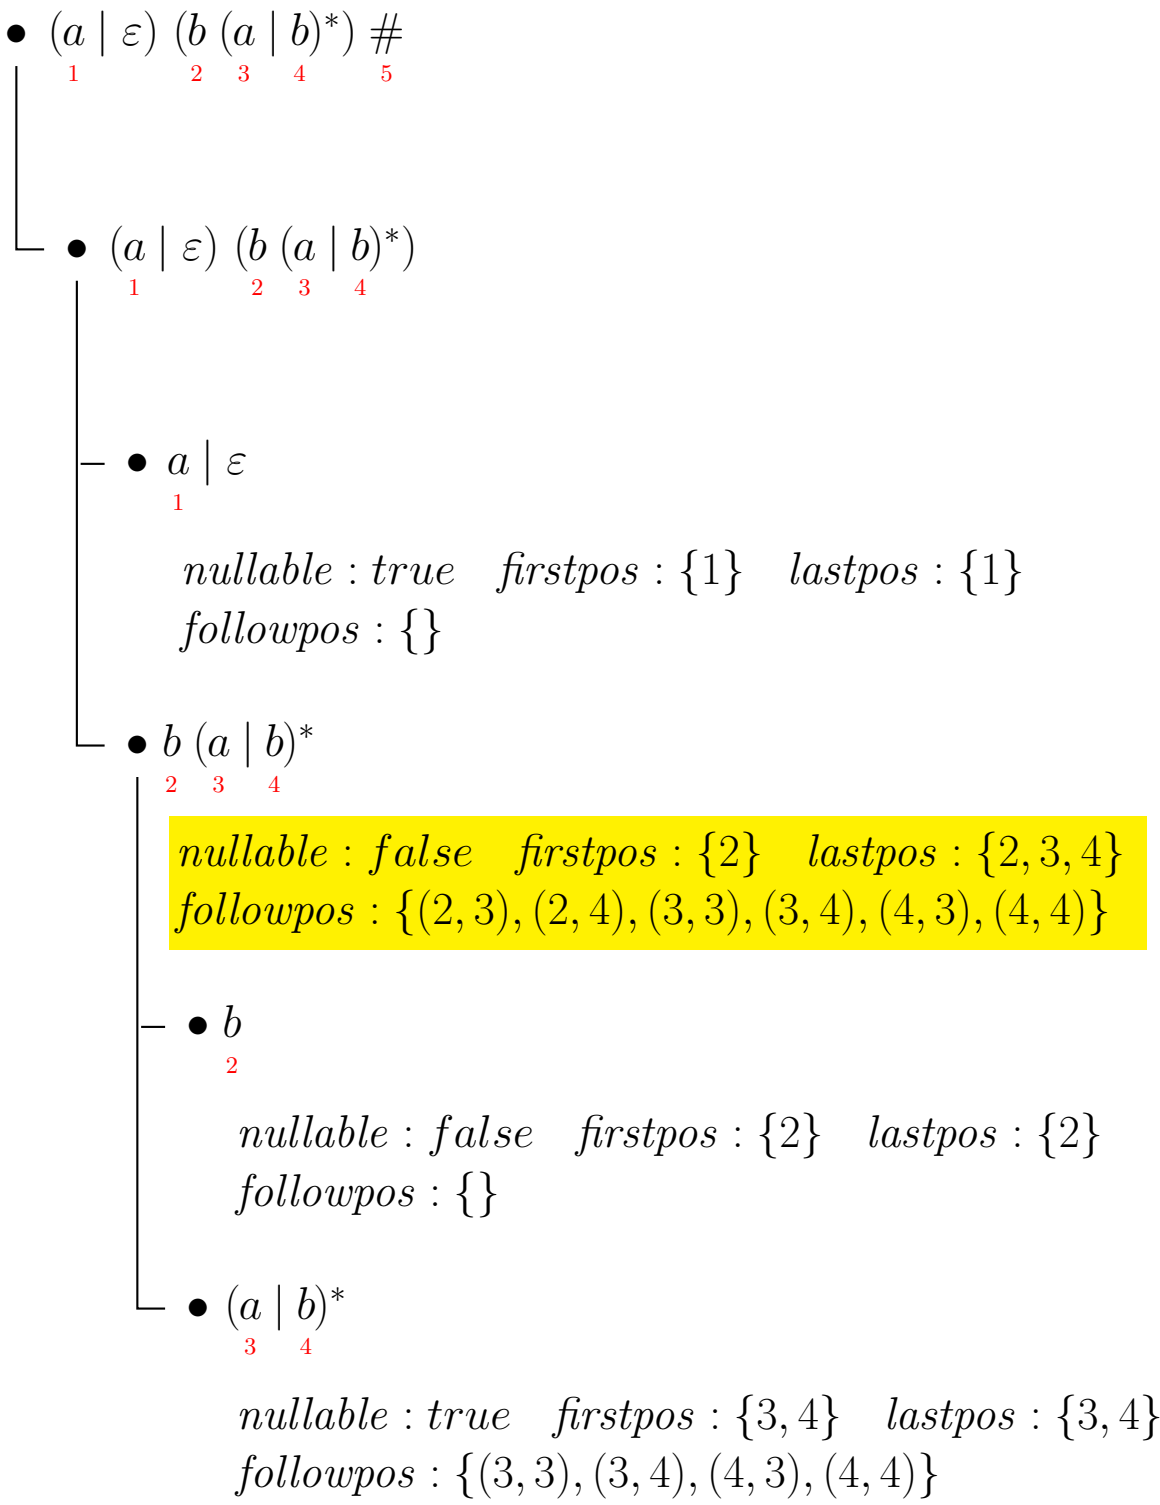 • (a | ε) (b (a | b)*) #
1 2 3 4 5
• (a | ε) (b (a | b)*)
1 2 3 4
• a | ε
1
nullable : true firstpos : {1} lastpos : {1}
followpos : {}
• b (a | b)*
2 3 4
nullable : false firstpos : {2} lastpos : {2, 3, 4}
followpos : {(2, 3), (2, 4), (3, 3), (3, 4), (4, 3), (4, 4)}
• b
2
nullable : false firstpos : {2} lastpos : {2}
followpos : {}
• (a | b)*
3 4
nullable : true firstpos : {3, 4} lastpos : {3, 4}
followpos : {(3, 3), (3, 4), (4, 3), (4, 4)}